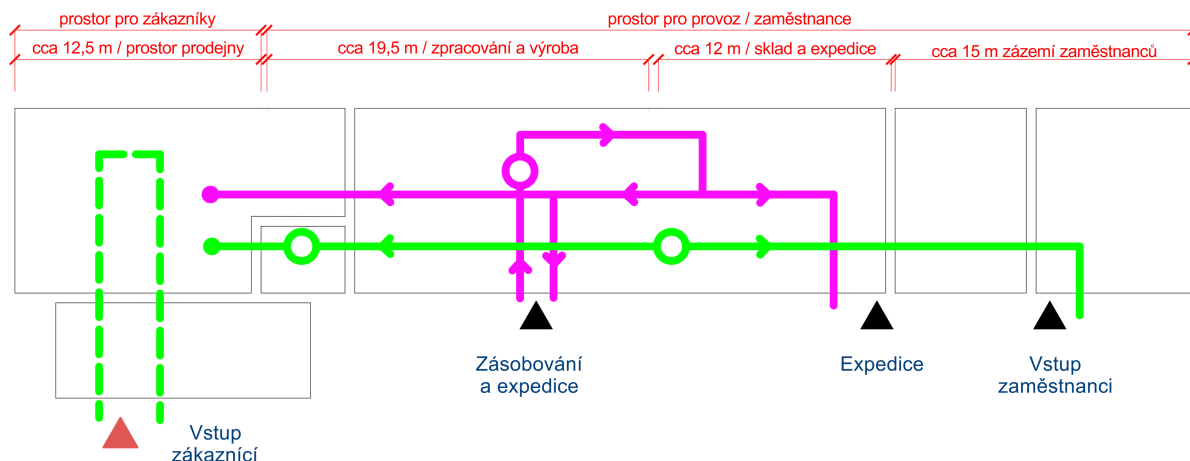 prostor pro zákazníky
prostor pro provoz / zaměstnance
cca 12,5 m / prostor prodejny
cca 19,5 m / zpracování a výroba
cca 12 m / sklad a expedice
cca 15 m zázemí zaměstnanců
Zásobování
a expedice
Expedice
Vstup
zaměstnanci
Vstup
zákaznící